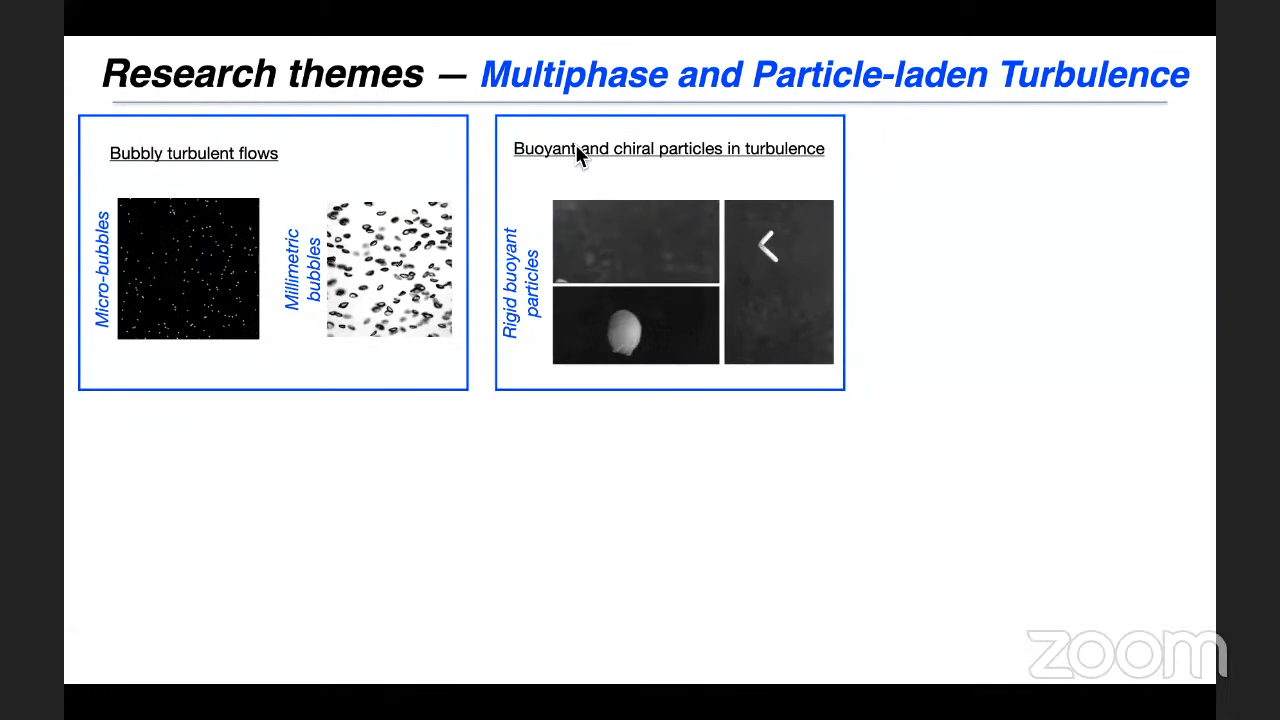 Research themes — Multiphase and Particle-laden Turbulence
Bubbly turbulent flows
Micro-bubbles
Millimetric
bubbles
Buoyant and chiral particles in turbulence
Rigid buoyant
particles
zoom